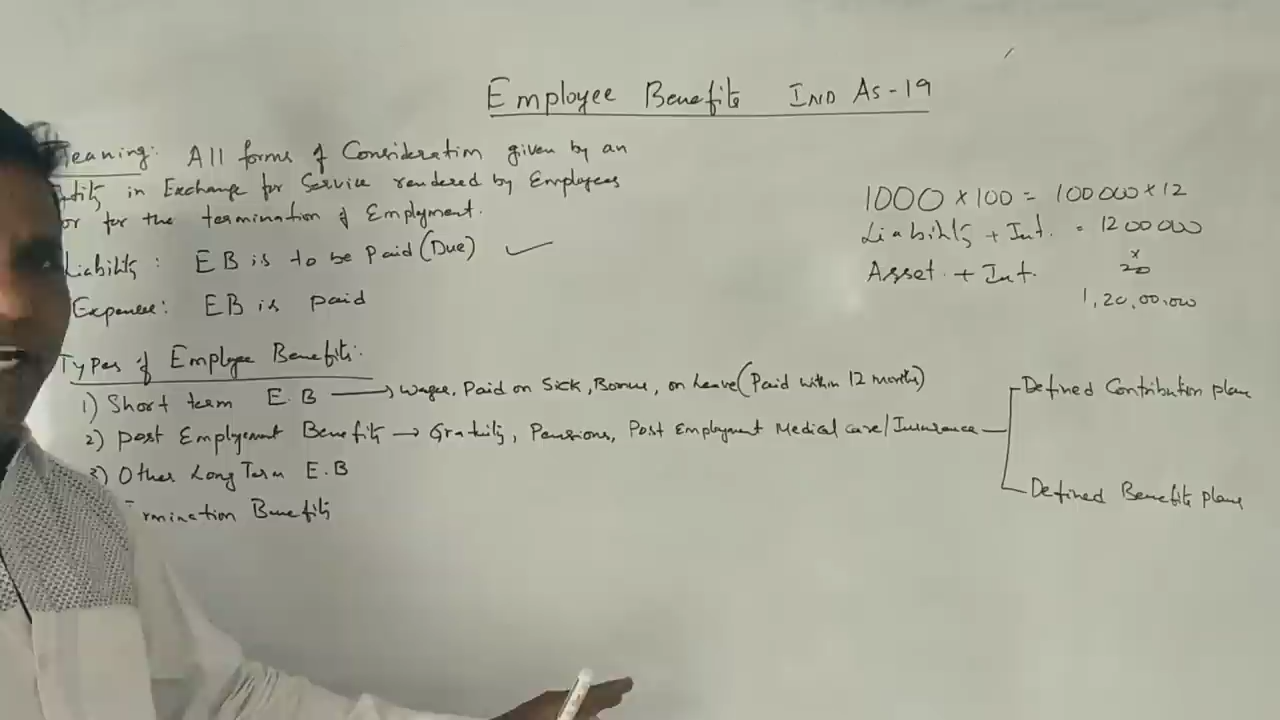 Employee Benefits IND AS-19
Meaning: All forms of Consideration given by an
in Exchange for Service rendered by Employees
or for the termination of Employment.
Liability: EB is to be paid (Due) ✓
Expense: EB is paid
Types of Employee Benefits:
1) Short term E.B → wages, Paid on Sick, Bonus, on Leave (Paid within 12 months)
2) Post Employment Benefits → Gratuity, Pensions, Post Employment Medical care/Insurance
3) Other Long Term E.B
Benefits
1000 × 100 = 100000 × 12
Liability + Int. = 1200000
Asset + Int. × 20
1,20,00,000
Defined Contribution plans
Defined Benefits plans